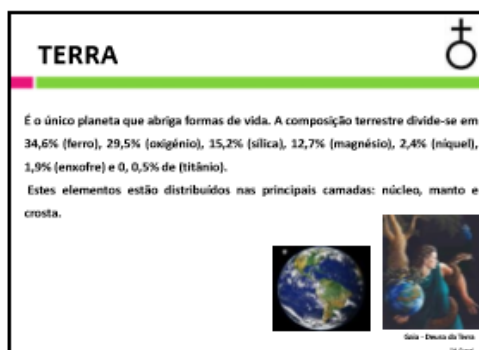 TERRA
É o único planeta que abriga formas de vida. A composição terrestre divide-se em
34,6% (ferro), 29,5% (oxigénio), 15,2% (sílica), 12,7% (magnésio), 2,4% (níquel),
1,9% (enxofre) e 0, 0,5% de (titânio).
Estes elementos estão distribuídos nas principais camadas: núcleo, manto e
crosta.
Gaia - Deusa da Terra